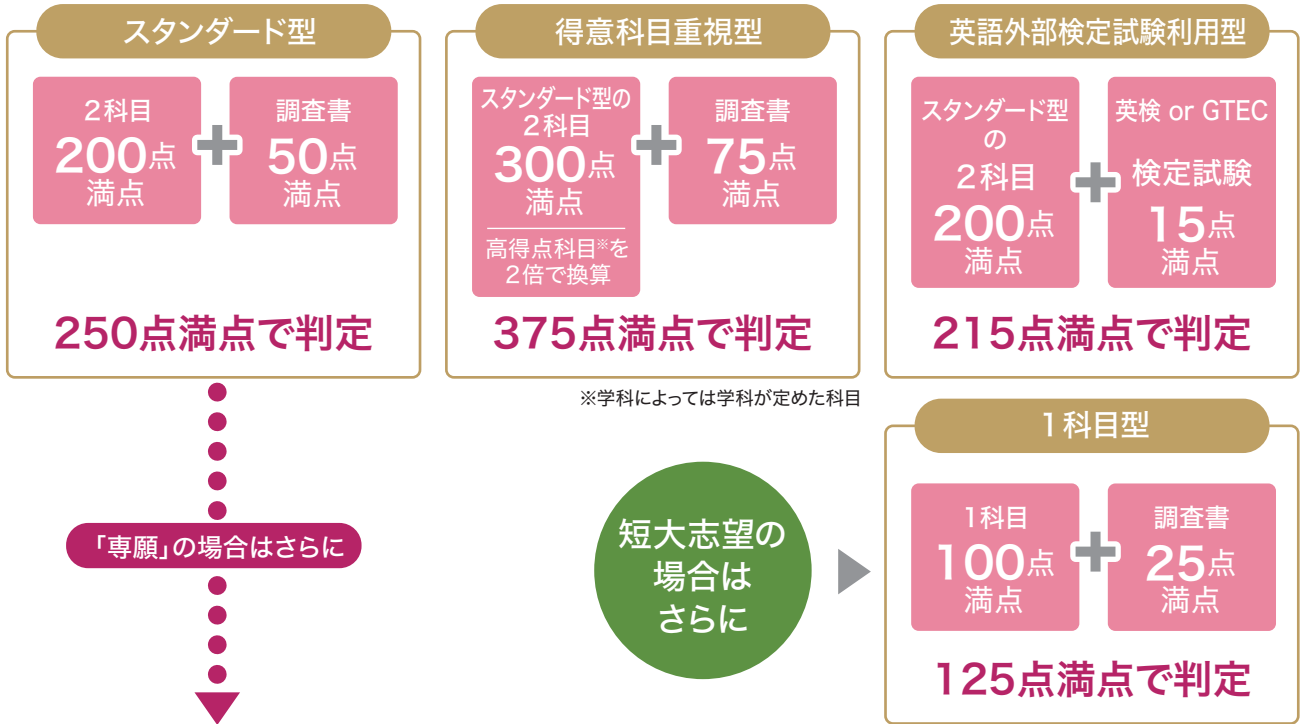 スタンダード型
2科目
200点
満点
調査書
50点
満点
250点満点で判定
得意科目重視型
スタンダード型の
2科目
300点
満点
高得点科目※を
2倍で換算
調査書
75点
満点
375点満点で判定
※学科によっては学科が定めた科目
英語外部検定試験利用型
スタンダード型
の
2科目
200点
満点
英検 or GTEC
検定試験
15点
満点
215点満点で判定
「専願」の場合はさらに
短大志望の
場合は
さらに
1科目型
1科目
100点
満点
調査書
25点
満点
125点満点で判定